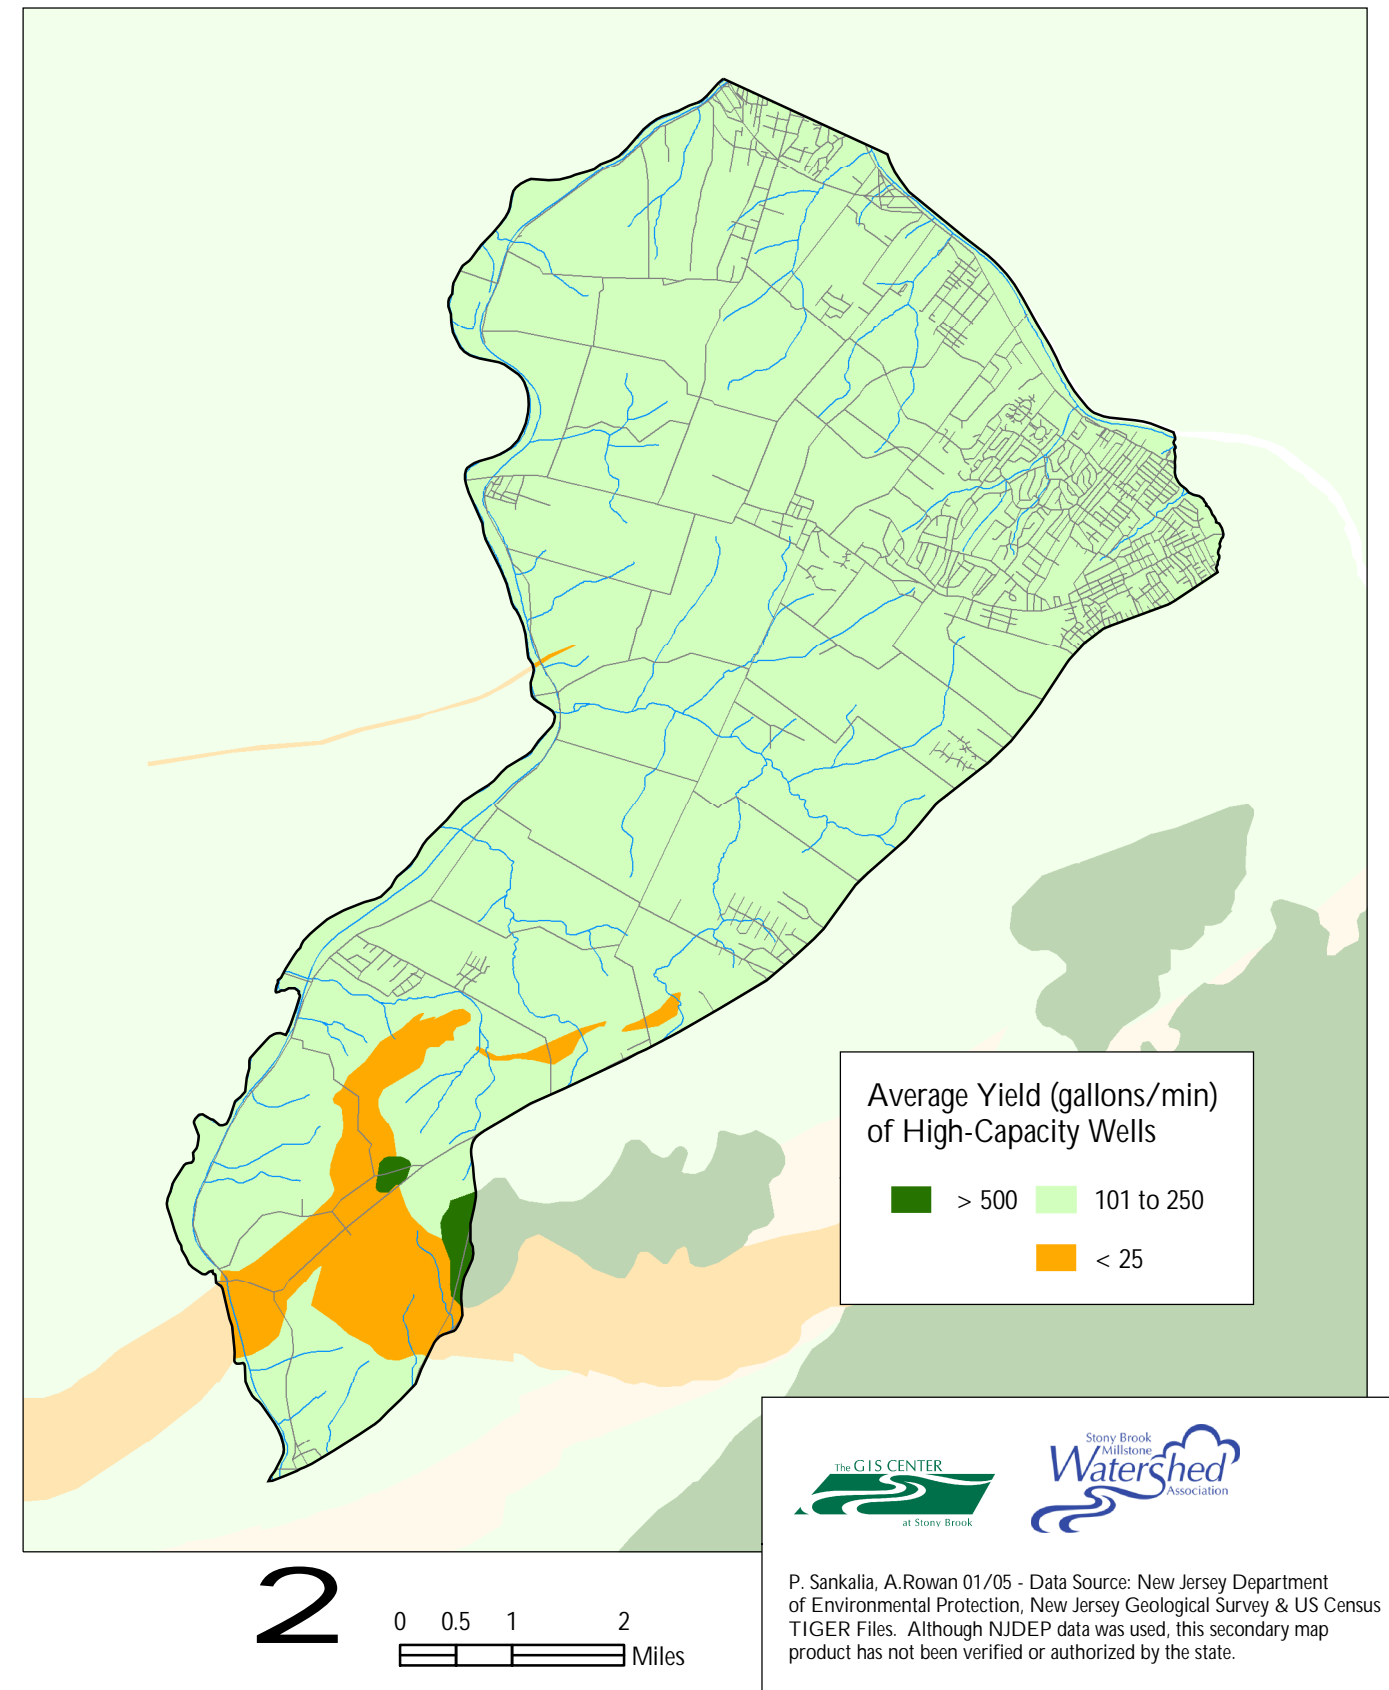 Average Yield (gallons/min)
of High-Capacity Wells
> 500
101 to 250
< 25
The GIS CENTER
at Stony Brook
Stony Brook
Millstone
Watershed
Association
P. Sankalia, A.Rowan 01/05 - Data Source: New Jersey Department
of Environmental Protection, New Jersey Geological Survey & US Census
TIGER Files. Although NJDEP data was used, this secondary map
product has not been verified or authorized by the state.
2
0 0.5 1 2
Miles